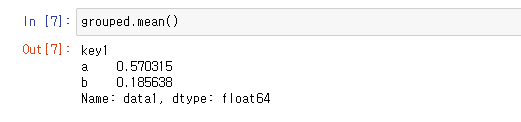 In [7]: grouped.mean()
Out[7]: key1
a    0.570315
b    0.185638
Name: data1, dtype: float64